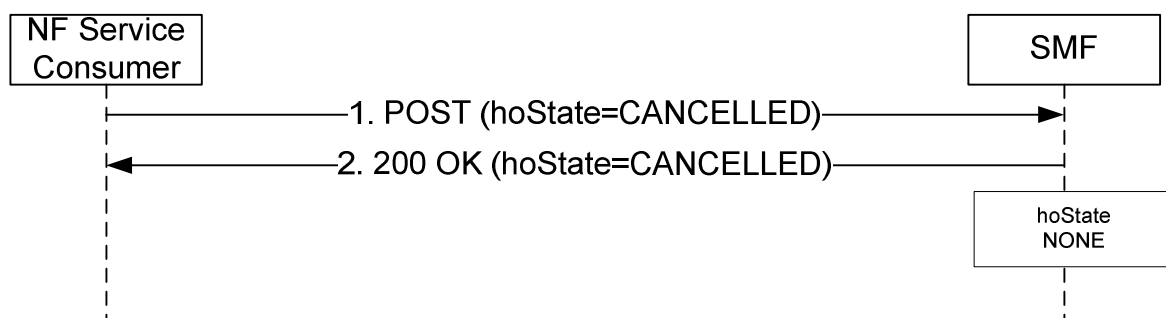 NF Service
Consumer
SMF
1. POST (hoState=CANCELLED)
2. 200 OK (hoState=CANCELLED)
hoState
NONE